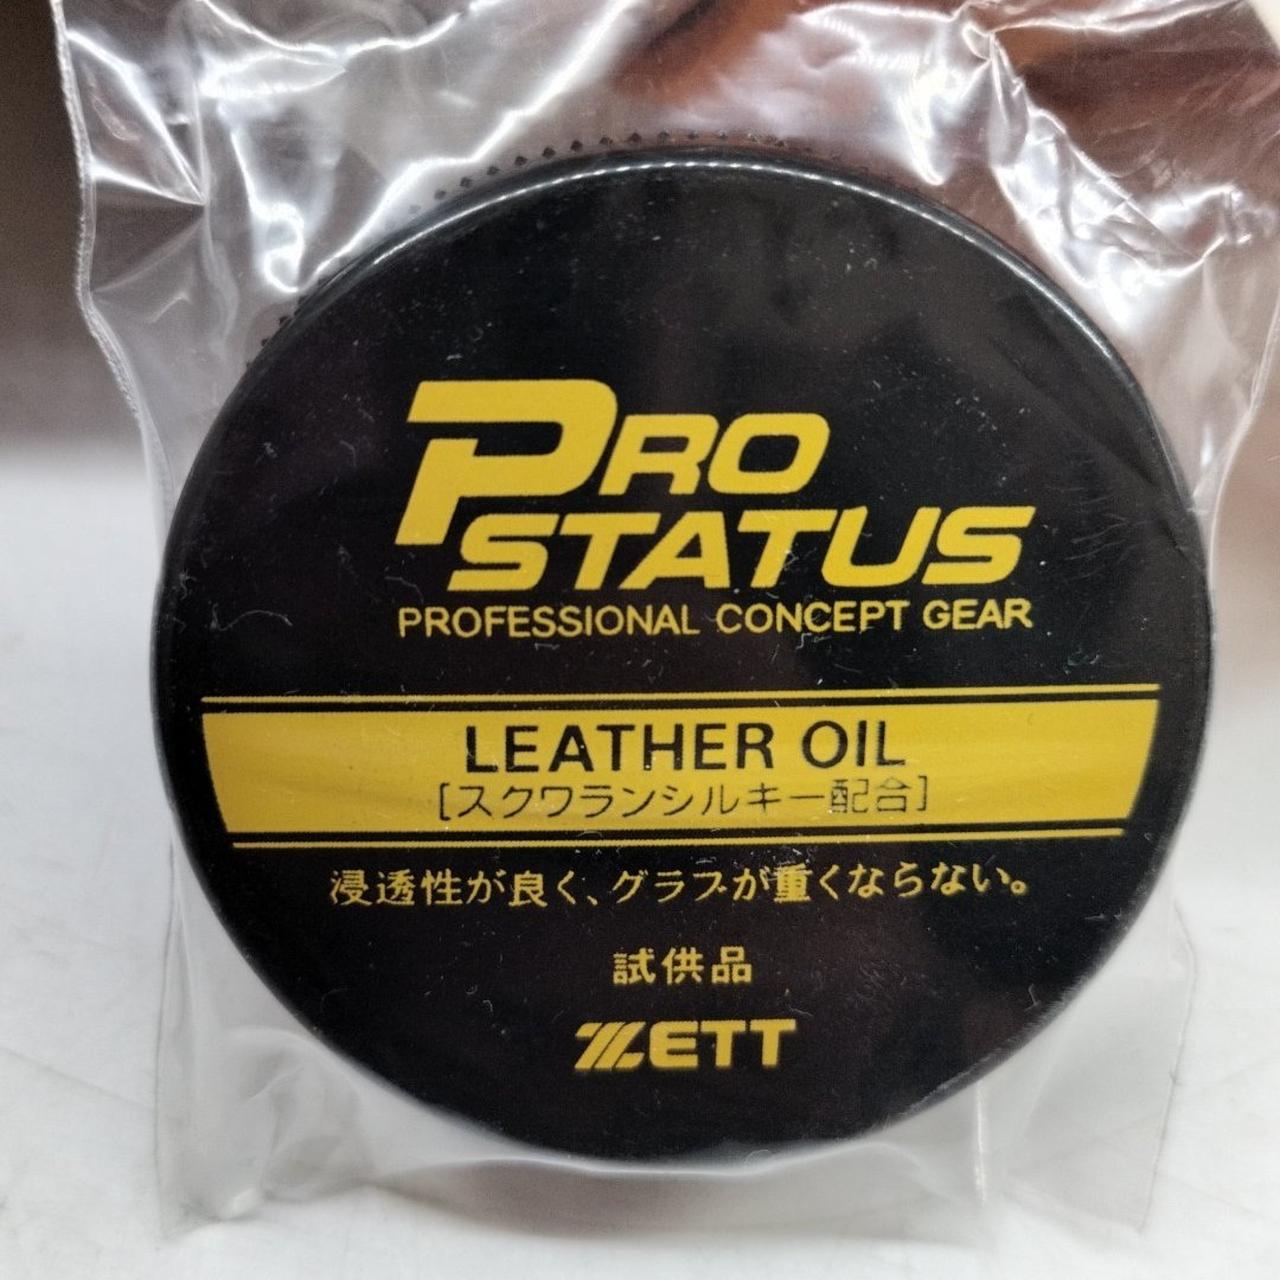 PRO
STATUS
PROFESSIONAL CONCEPT GEAR
LEATHER OIL
[スクワランシルキー配合]
浸透性が良く、グラブが重くならない。
試供品
ZETT